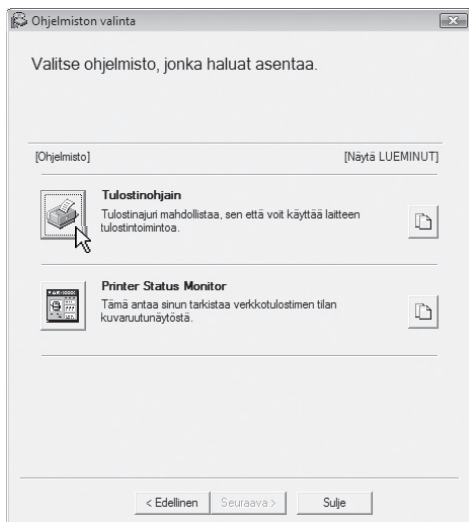 Ohjelmiston valinta
Valitse ohjelmisto, jonka haluat asentaa.
[Ohjelmisto] [Näytä LUEMINUT]
Tulostinohjain
Tulostinajuri mahdollistaa, sen että voit käyttää laitteen
tulostintoimintoa.
Printer Status Monitor
Tämä antaa sinun tarkistaa verkkotulostimen tilan
kuvaruutunäytöstä.
< Edellinen Seuraava > Sulje